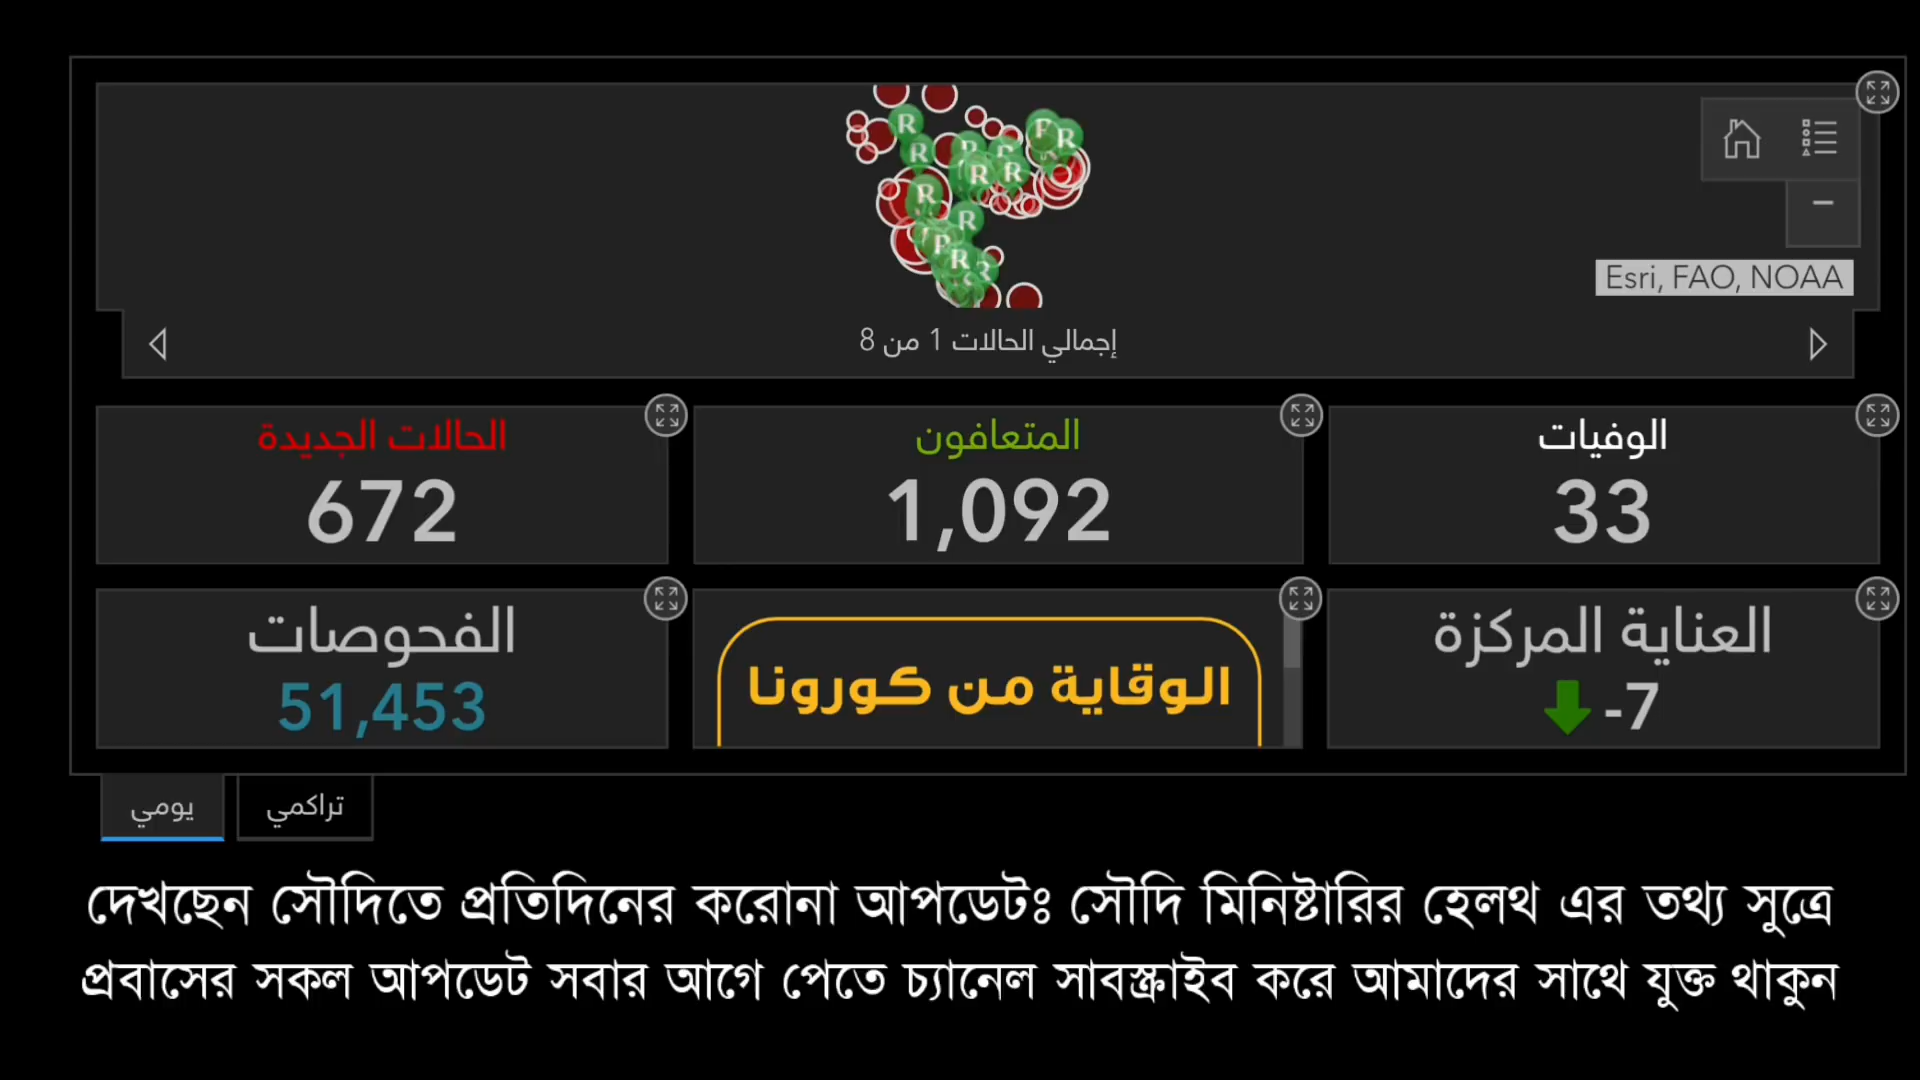 Esri, FAO, NOAA
إجمالي الحالات 1 من 8
الحالات الجديدة
672
المتعافون
1,092
الوفيات
33
الفحوصات
51,453
الوقاية من كورونا
العناية المركزة
-7
يومي
تراكمي
দেখছেন সৌদিতে প্রতিদিনের করোনা আপডেটঃ সৌদি মিনিষ্টারির হেলথ এর তথ্য সুত্রে
প্রবাসের সকল আপডেট সবার আগে পেতে চ্যানেল সাবস্ক্রাইব করে আমাদের সাথে যুক্ত থাকুন